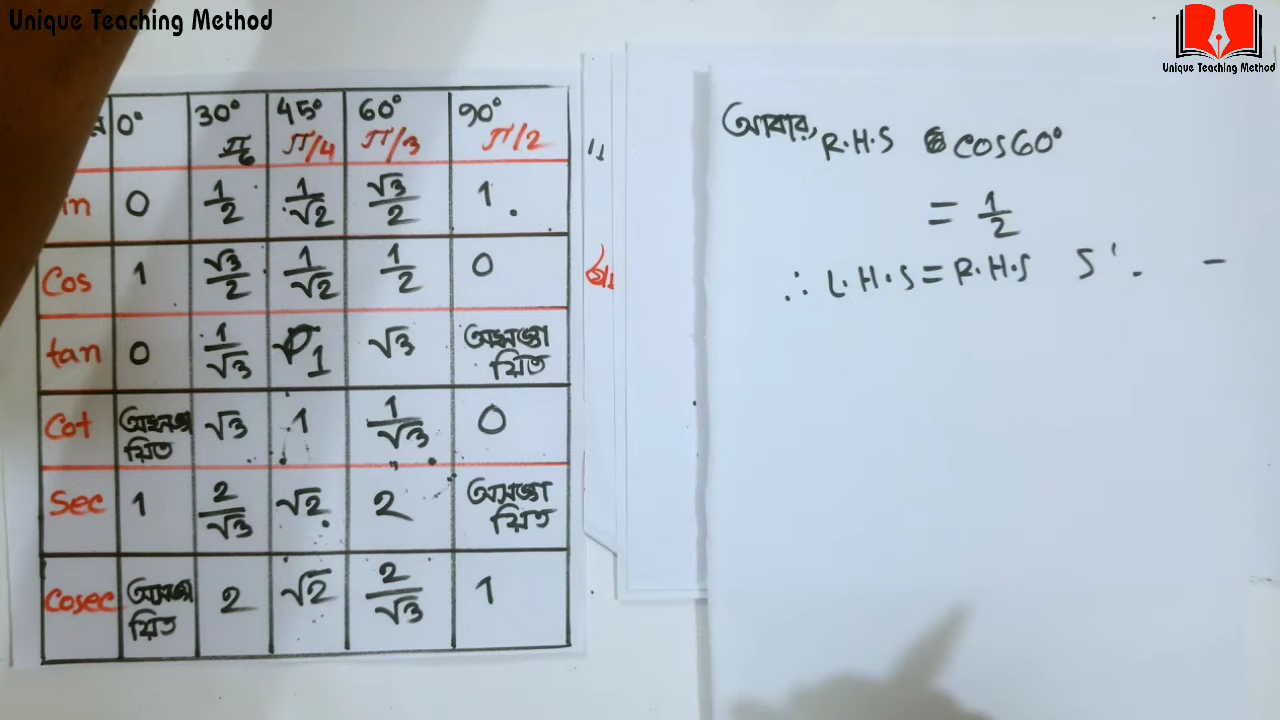 Unique Teaching Method
Unique Teaching Method
0° 30° 45° 60° 90°
π/6 π/4 π/3 π/2
in 0 1/2 1/√2 √3/2 1
Cos 1 √3/2 1/√2 1/2 0
tan 0 1/√3 1 √3 অসংজ্ঞায়িত
Cot অসংজ্ঞায়িত √3 1 1/√3 0
Sec 1 2/√3 √2 2 অসংজ্ঞায়িত
Cosec অসংজ্ঞায়িত 2 √2 2/√3 1
আবার, R.H.S cos60°
= 1/2
∴ L.H.S = R.H.S